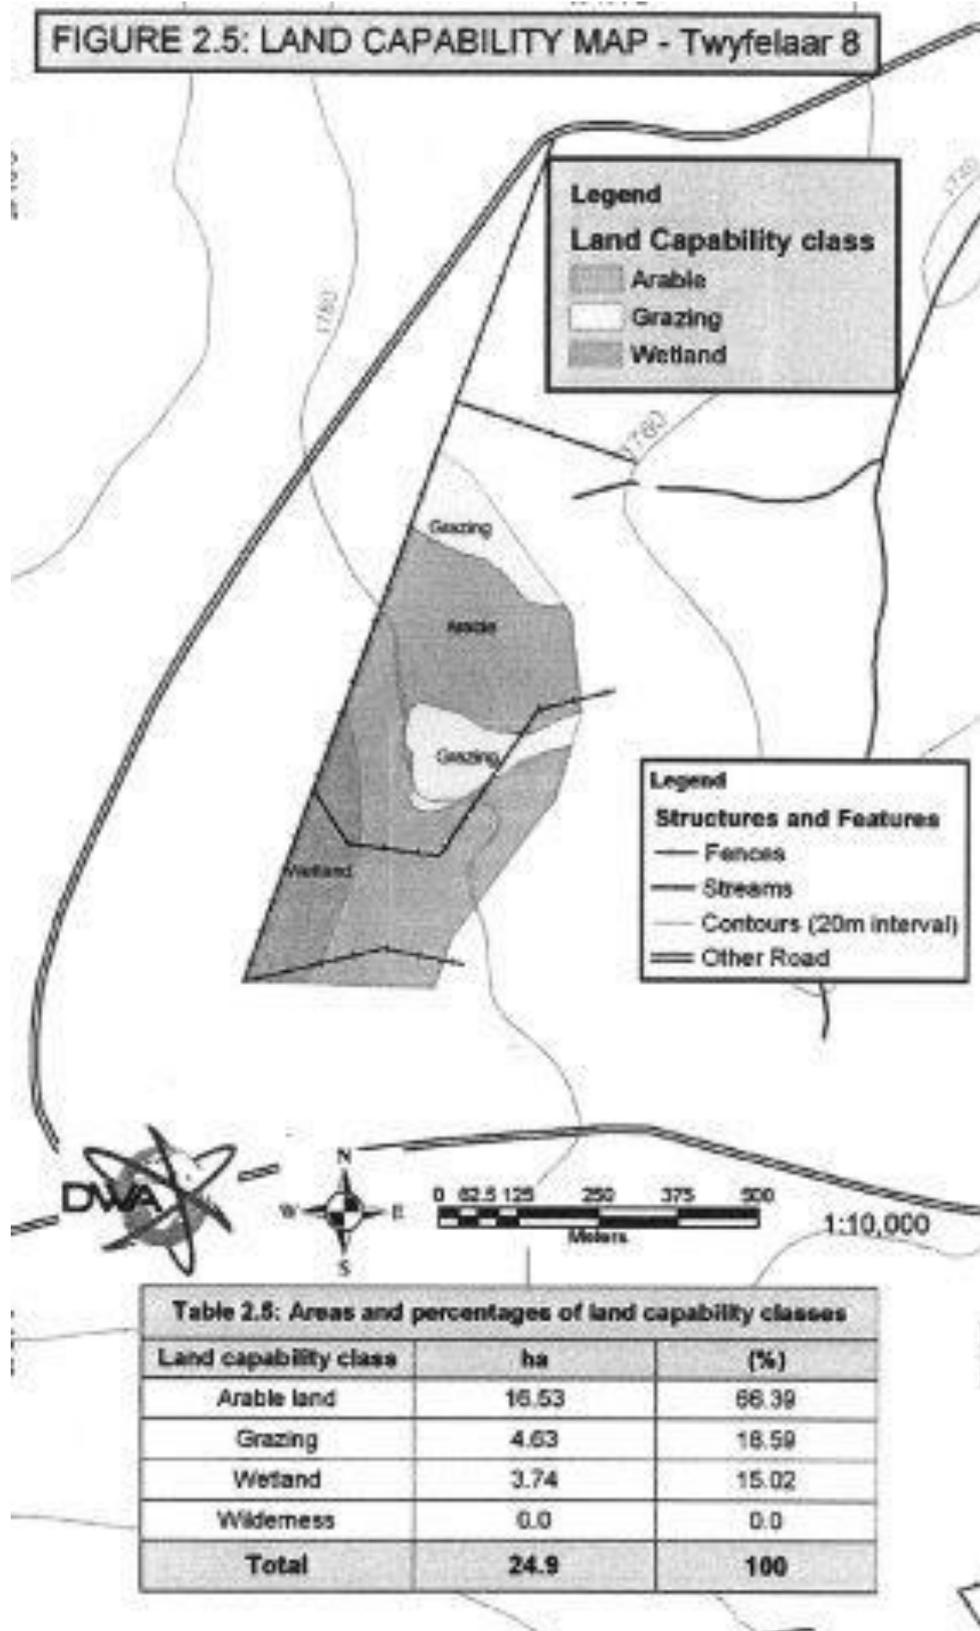 FIGURE 2.5: LAND CAPABILITY MAP - Twyfelaar 8
Legend
Land Capability class
Arable
Grazing
Wetland
1740
1780
1760
Grazing
Arable
Grazing
Wetland
Legend
Structures and Features
Fences
Streams
Contours (20m interval)
Other Road
DWA
N
W E
S
0 62.5 125 250 375 500
Meters
1:10,000
Table 2.5: Areas and percentages of land capability classes
Land capability class ha (%)
Arable land 16.53 66.39
Grazing 4.63 18.59
Wetland 3.74 15.02
Wilderness 0.0 0.0
Total 24.9 100